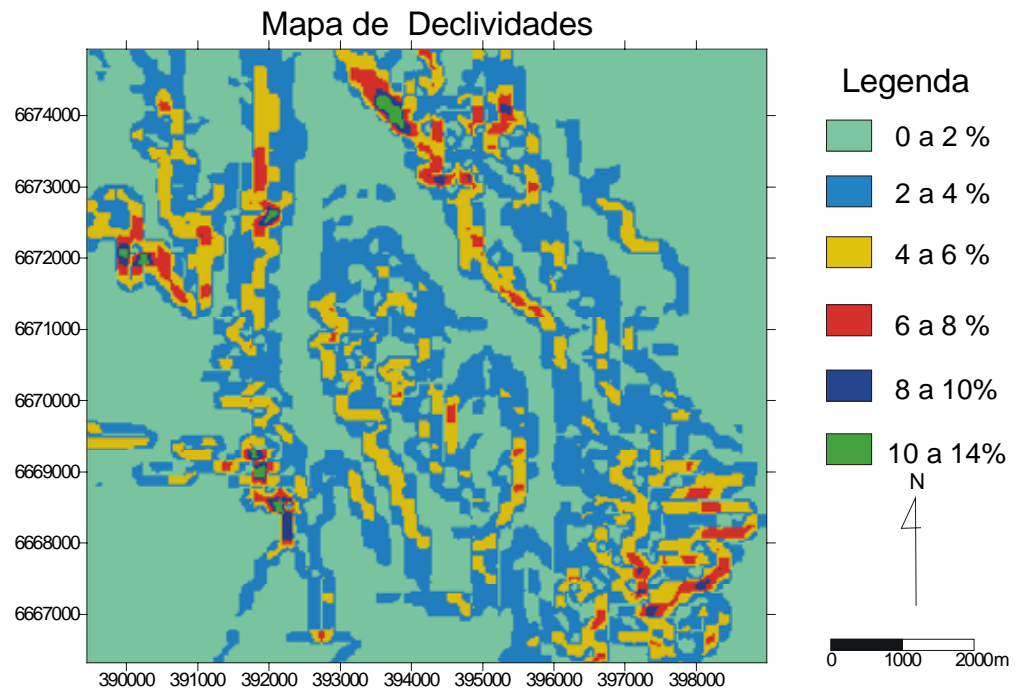 Mapa de Declividades
6674000
6673000
6672000
6671000
6670000
6669000
6668000
6667000
390000 391000 392000 393000 394000 395000 396000 397000 398000
Legenda
0 a 2 %
2 a 4 %
4 a 6 %
6 a 8 %
8 a 10%
10 a 14%
N
0 1000 2000m